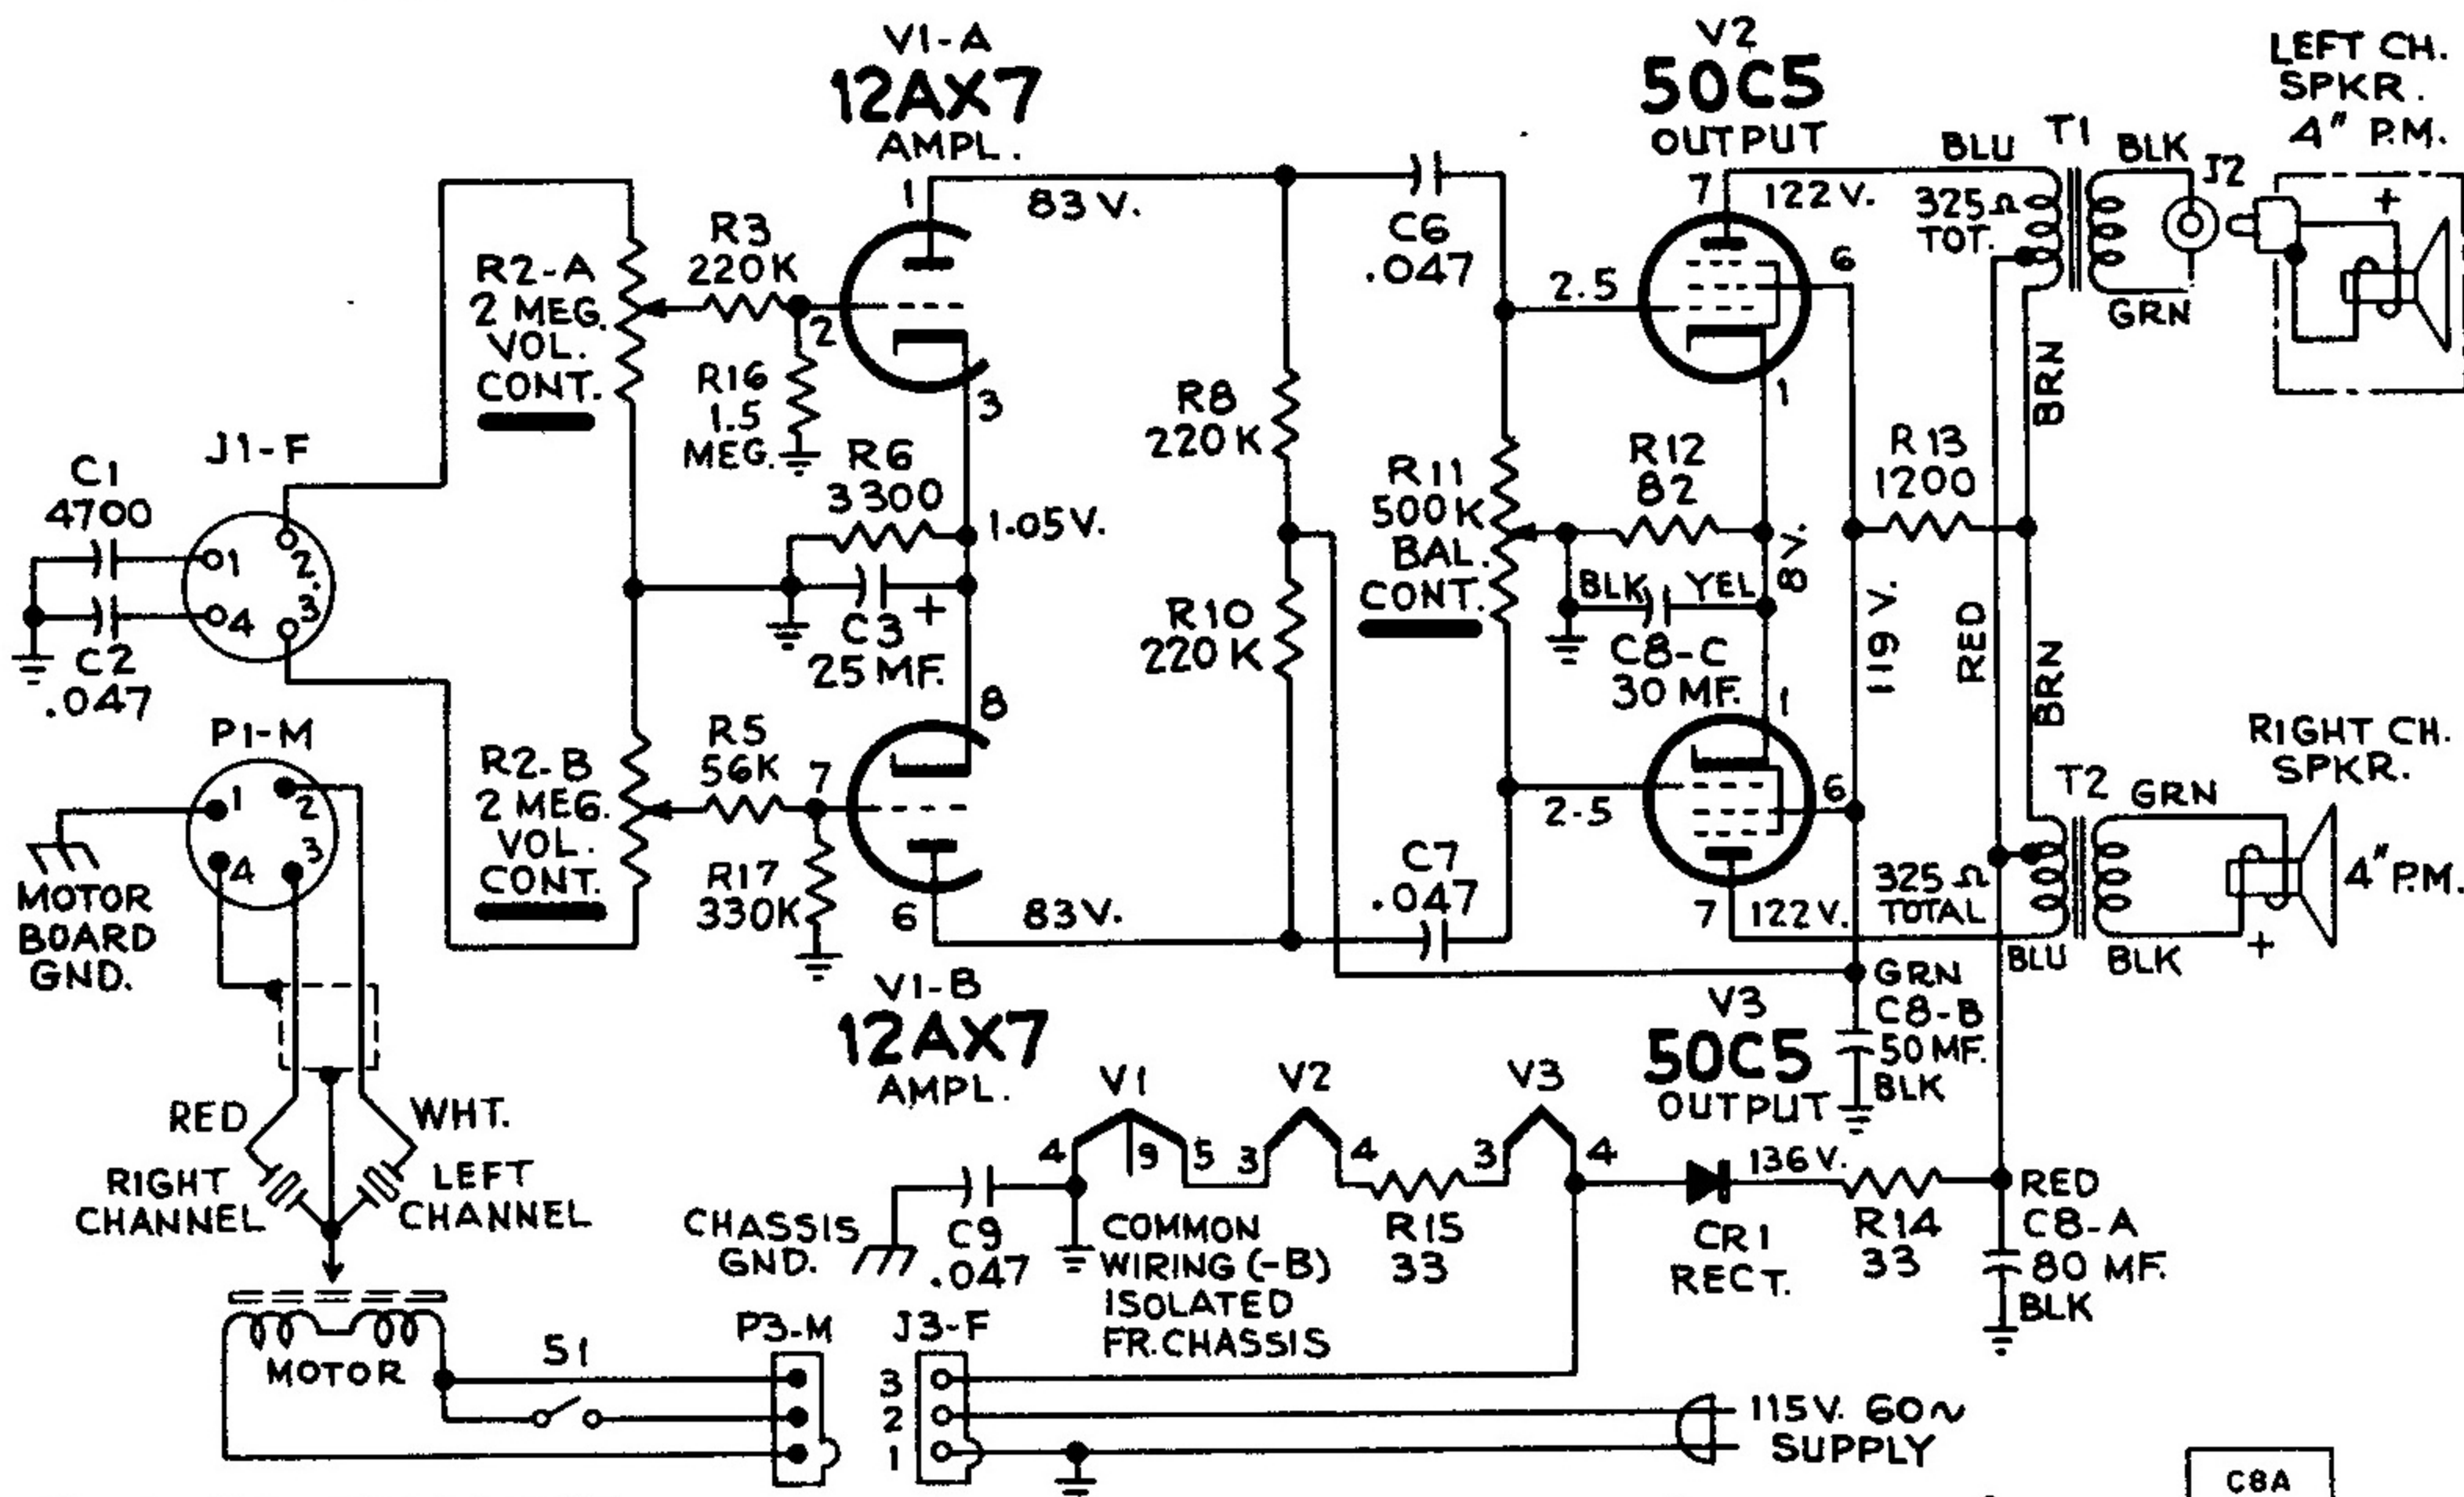 V1-A
12AX7
AMPL.
V2
50C5
OUTPUT
LEFT CH.
SPKR.
4" P.M.
T1
BLU
BLK
J2
1
83 V.
7
122 V.
325Ω
TOT.
+
R3
220K
C6
.047
6
GRN
R2-A
2 MEG.
VOL.
CONT.
2
2.5
R16
1.5
MEG.
3
1
BRN
R8
220K
J1-F
R6
3300
R12
82
R13
1200
C1
4700
R11
500K
BAL.
CONT.
1.05V.
8V.
1
2
3
4
BLK
YEL
C2
.047
C3
+
25 MF.
R10
220K
C8-C
30 MF.
119 V.
RED
BRN
P1-M
8
1
RIGHT CH.
SPKR.
R2-B
2 MEG.
VOL.
CONT.
R5
56K
7
6
T2
GRN
1
2
3
4
2-5
C7
.047
R17
330K
325Ω
TOTAL
4" P.M.
MOTOR
BOARD
GND.
6
83V.
7
122V.
BLU
BLK
+
V1-B
12AX7
AMPL.
V3
50C5
OUTPUT
GRN
C8-B
50 MF.
BLK
RED
WHT.
V1
V2
V3
4
9
5
3
4
3
4
136V.
RIGHT
CHANNEL
LEFT
CHANNEL
CHASSIS
GND.
C9
.047
COMMON
WIRING (-B)
ISOLATED
FR.CHASSIS
R15
33
CR1
RECT.
R14
33
RED
C8-A
80 MF.
BLK
MOTOR
S1
P3-M
J3-F
3
2
1
115V. 60~
SUPPLY
C8A